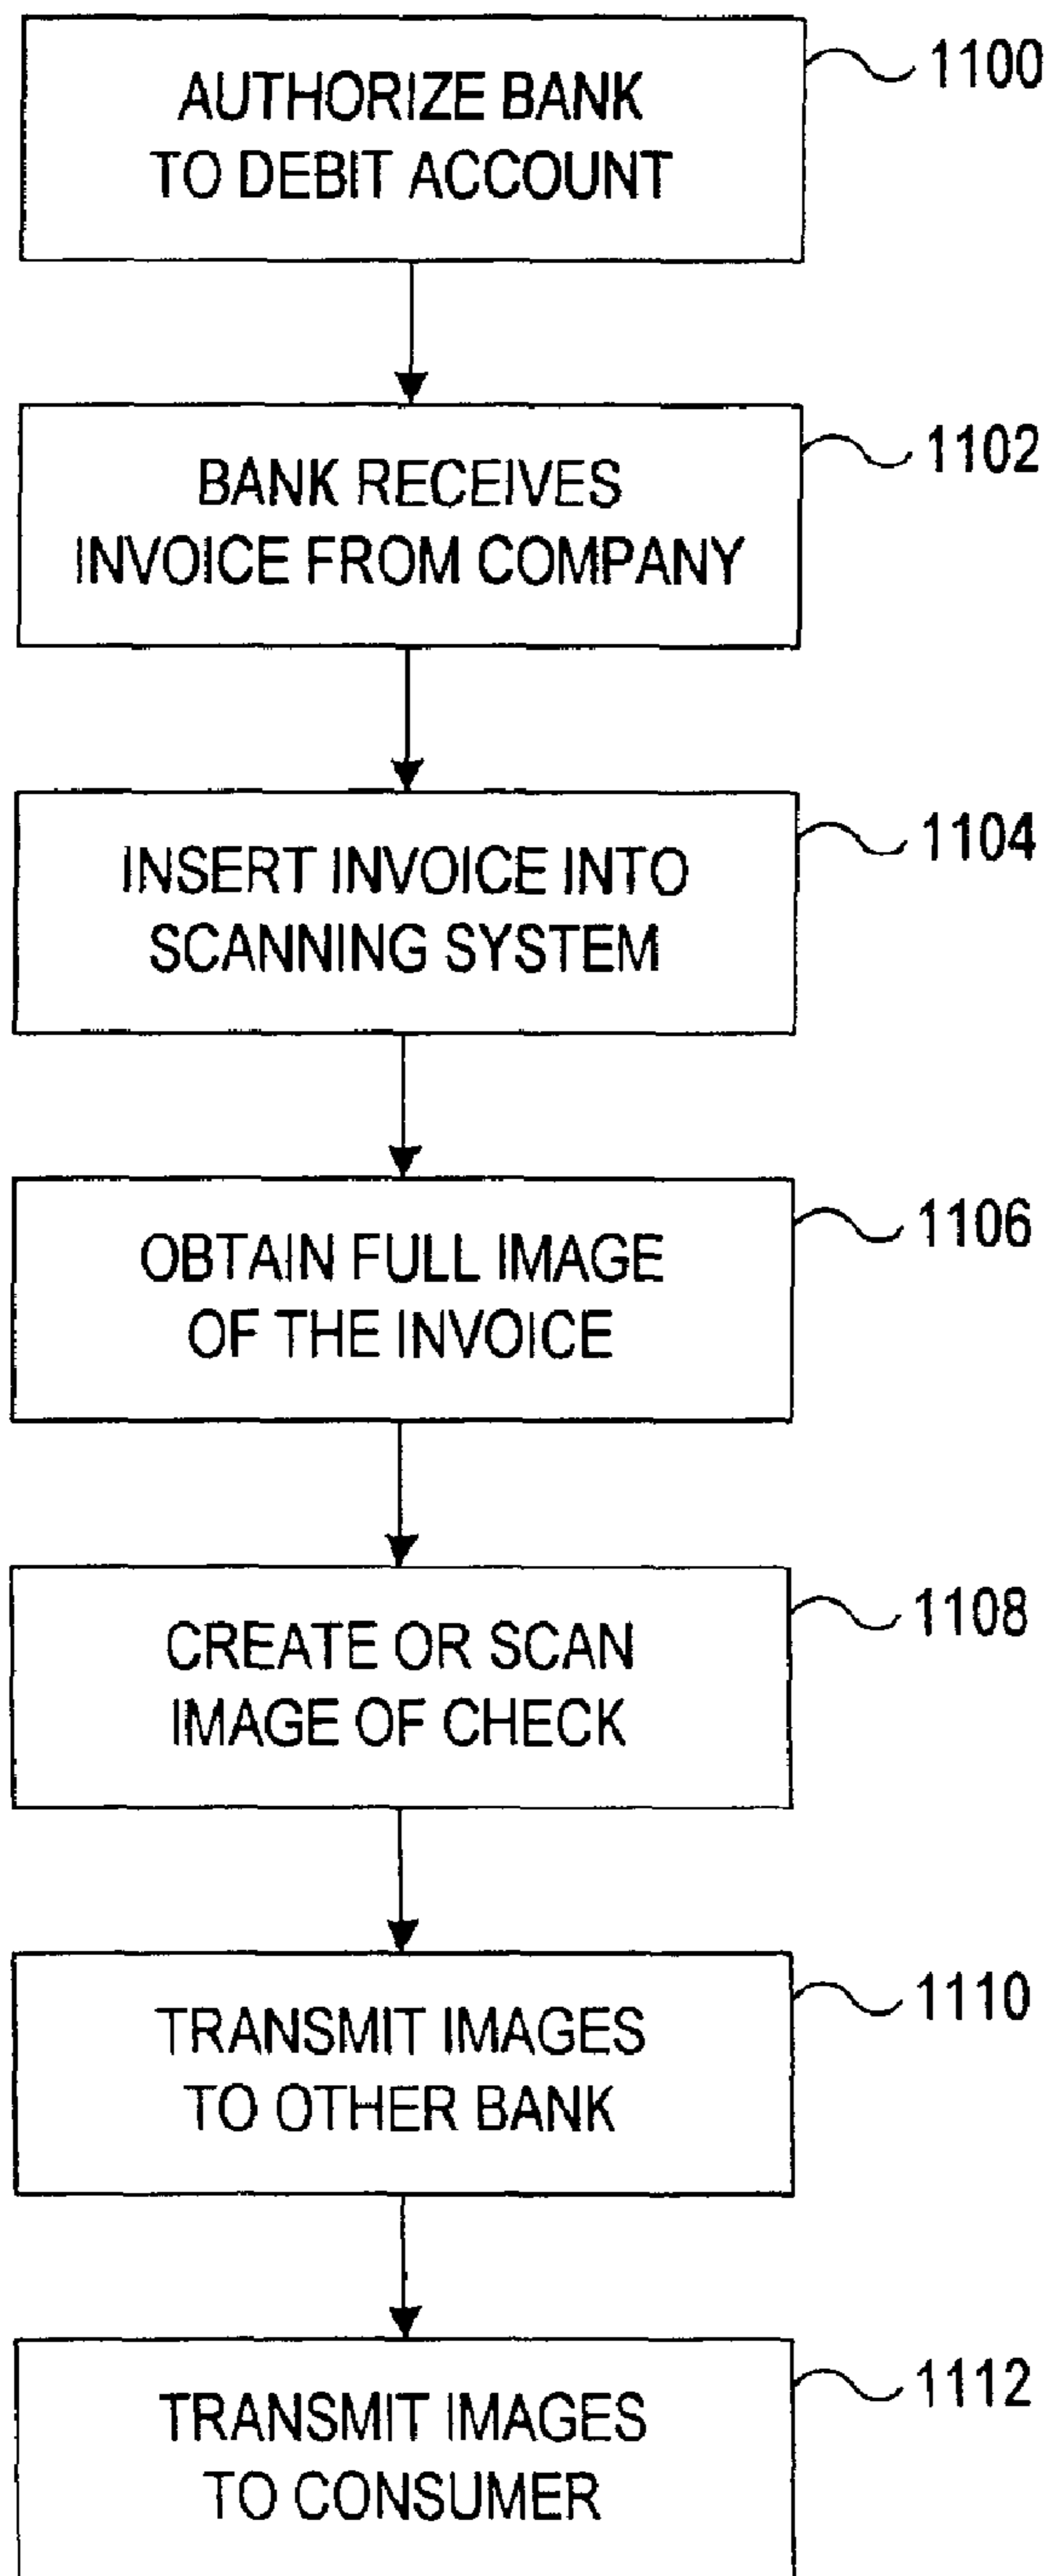 AUTHORIZE BANK
TO DEBIT ACCOUNT
1100
BANK RECEIVES
INVOICE FROM COMPANY
1102
INSERT INVOICE INTO
SCANNING SYSTEM
1104
OBTAIN FULL IMAGE
OF THE INVOICE
1106
CREATE OR SCAN
IMAGE OF CHECK
1108
TRANSMIT IMAGES
TO OTHER BANK
1110
TRANSMIT IMAGES
TO CONSUMER
1112